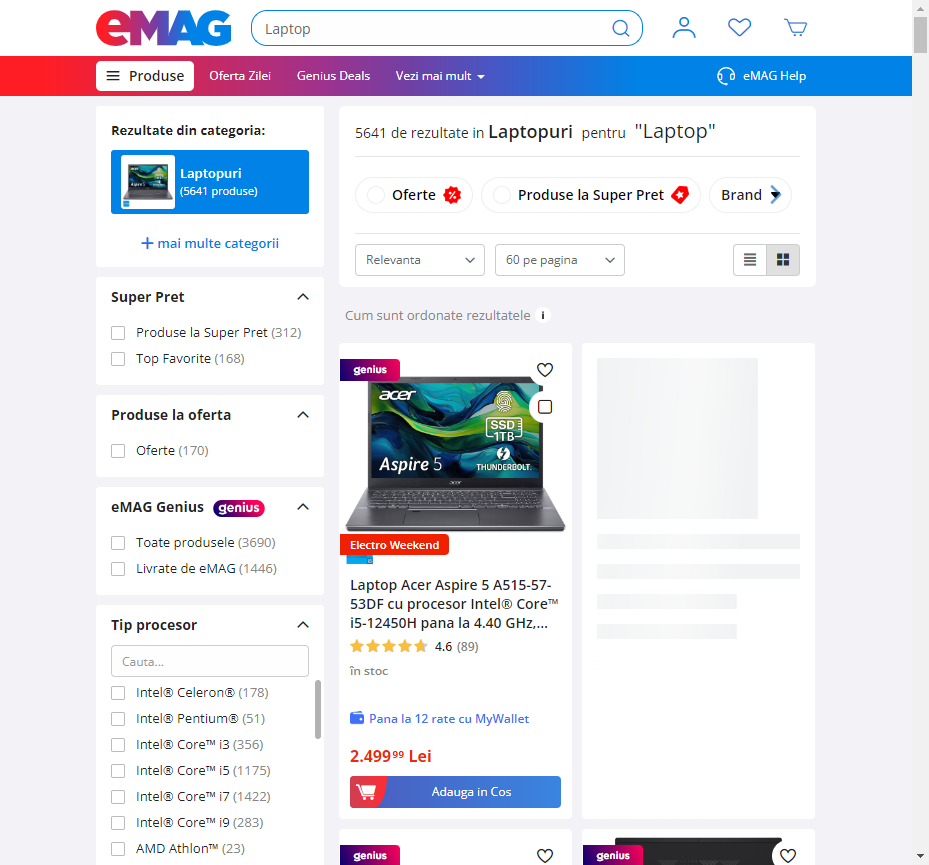 eMAG
Laptop
Produse
Oferta Zilei
Genius Deals
Vezi mai mult
eMAG Help
Rezultate din categoria:
Laptopuri
(5641 produse)
+ mai multe categorii
Super Pret
Produse la Super Pret (312)
Top Favorite (168)
Produse la oferta
Oferte (170)
eMAG Genius genius
Toate produsele (3690)
Livrate de eMAG (1446)
Tip procesor
Cauta...
Intel® Celeron® (178)
Intel® Pentium® (51)
Intel® Core™ i3 (356)
Intel® Core™ i5 (1175)
Intel® Core™ i7 (1422)
Intel® Core™ i9 (283)
AMD Athlon™ (23)
5641 de rezultate in Laptopuri pentru "Laptop"
Oferte
Produse la Super Pret
Brand
Relevanta
60 pe pagina
Cum sunt ordonate rezultatele i
genius
acer
SSD
1TB
Aspire 5
THUNDERBOLT.
acer
Electro Weekend
Laptop Acer Aspire 5 A515-57-
53DF cu procesor Intel® Core™
i5-12450H pana la 4.40 GHz,...
4.6 (89)
în stoc
Pana la 12 rate cu MyWallet
2.499⁹⁹ Lei
Adauga in Cos
genius
genius